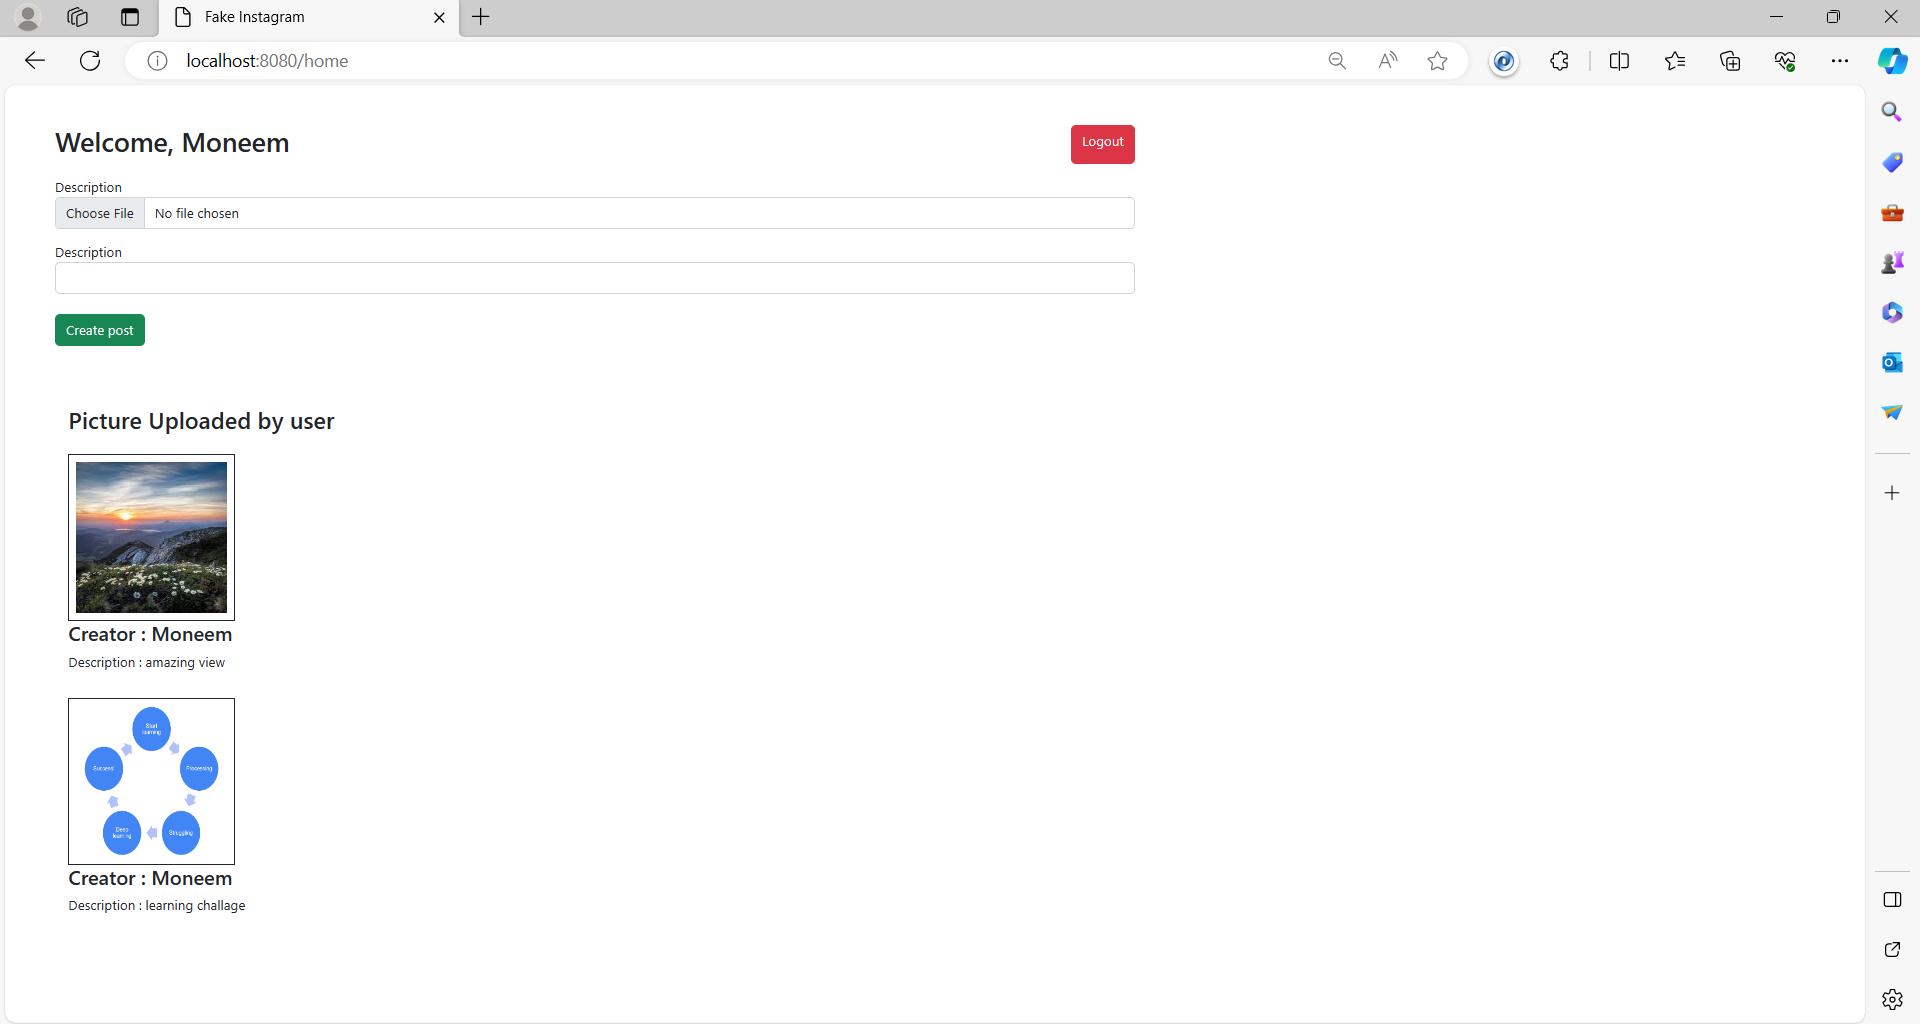 Fake Instagram
localhost:8080/home
Welcome, Moneem
Logout
Description
Choose File No file chosen
Description
Create post
Picture Uploaded by user
Creator : Moneem
Description : amazing view
Start
learning
Success
Processing
Deep
learning
Struggling
Creator : Moneem
Description : learning challage